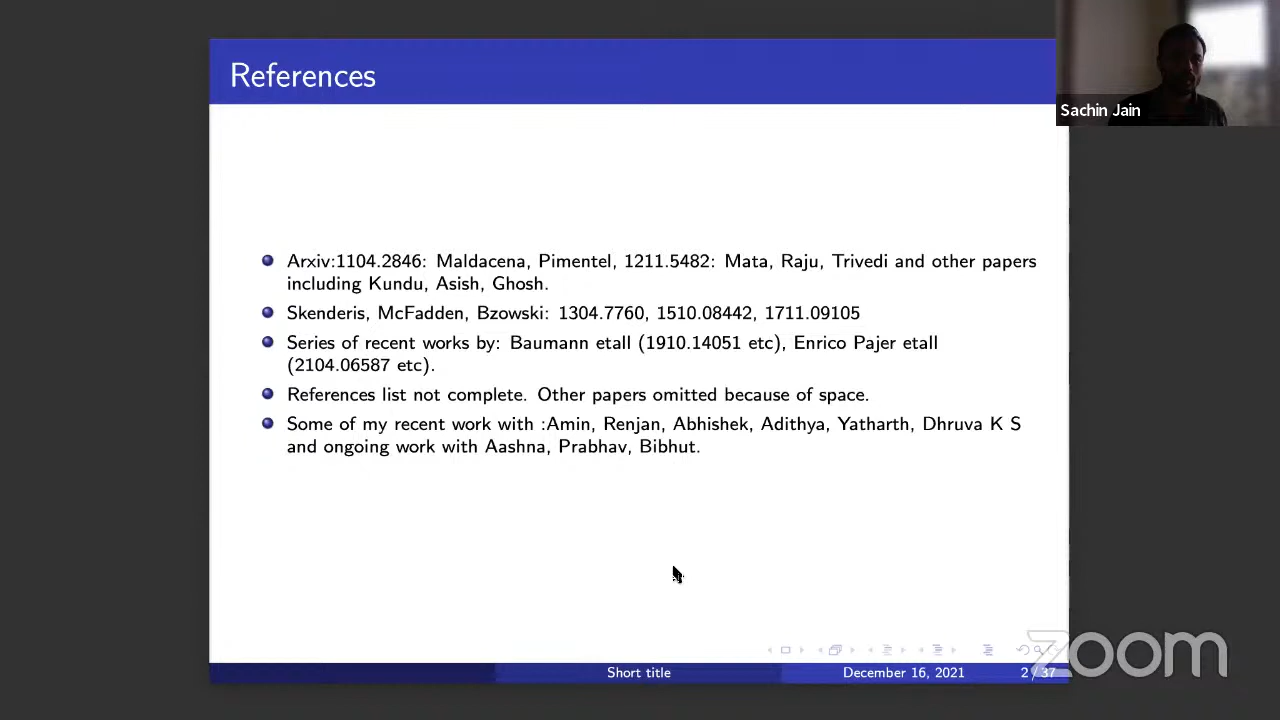 References
Sachin Jain
Arxiv:1104.2846: Maldacena, Pimentel, 1211.5482: Mata, Raju, Trivedi and other papers
including Kundu, Asish, Ghosh.
Skenderis, McFadden, Bzowski: 1304.7760, 1510.08442, 1711.09105
Series of recent works by: Baumann etall (1910.14051 etc), Enrico Pajer etall
(2104.06587 etc).
References list not complete. Other papers omitted because of space.
Some of my recent work with :Amin, Renjan, Abhishek, Adithya, Yatharth, Dhruva K S
and ongoing work with Aashna, Prabhav, Bibhut.
Short title
December 16, 2021
2 / 37
zoom